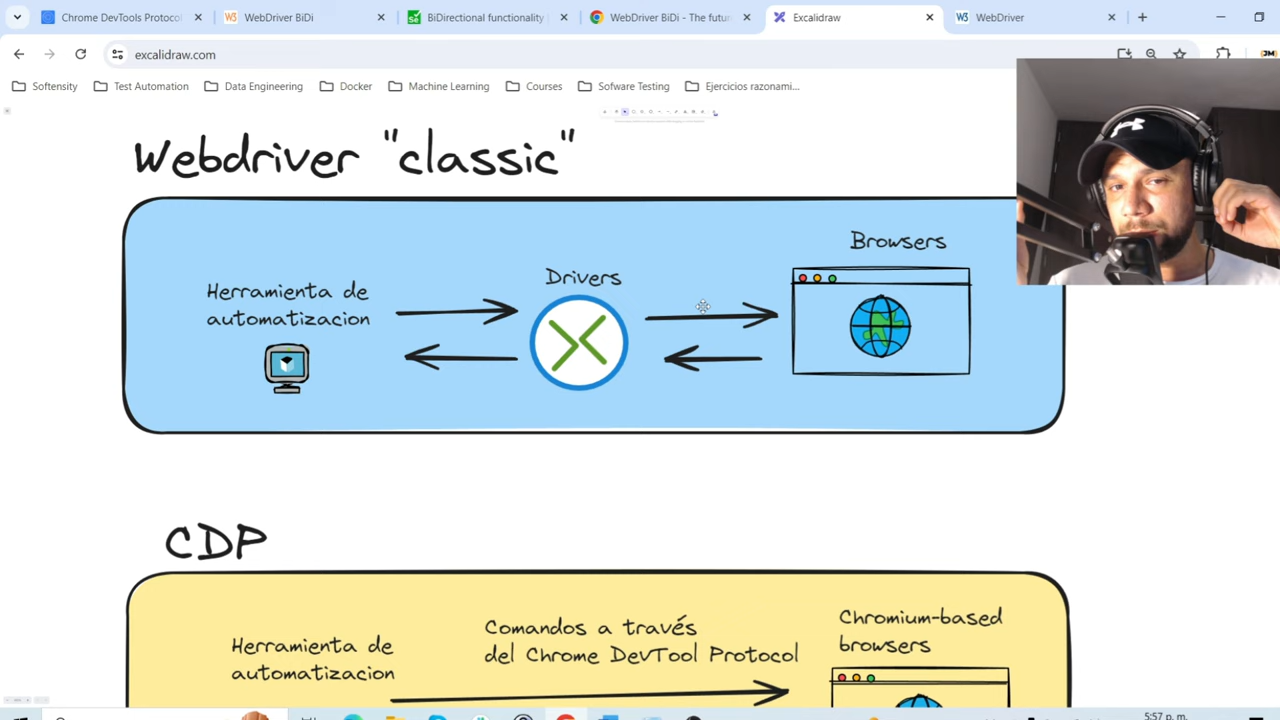 Chrome DevTools Protoco
WebDriver BiDi
BiDirectional functionality
WebDriver BiDi - The futur
Excalidraw
WebDriver
excalidraw.com
Softensity
Test Automation
Data Engineering
Docker
Machine Learning
Courses
Sofware Testing
Ejercicios razonami...
Webdriver "classic"
Browsers
Drivers
Herramienta de
automatizacion
CDP
Chromium-based
browsers
Comandos a través
del Chrome DevTool Protocol
Herramienta de
automatizacion
5:57 p. m.